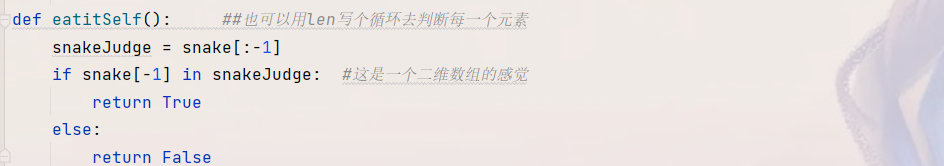 def eatitSelf():     ##也可以用len写个循环去判断每一个元素
    snakeJudge = snake[:-1]
    if snake[-1] in snakeJudge:  #这是一个二维数组的感觉
        return True
    else:
        return False